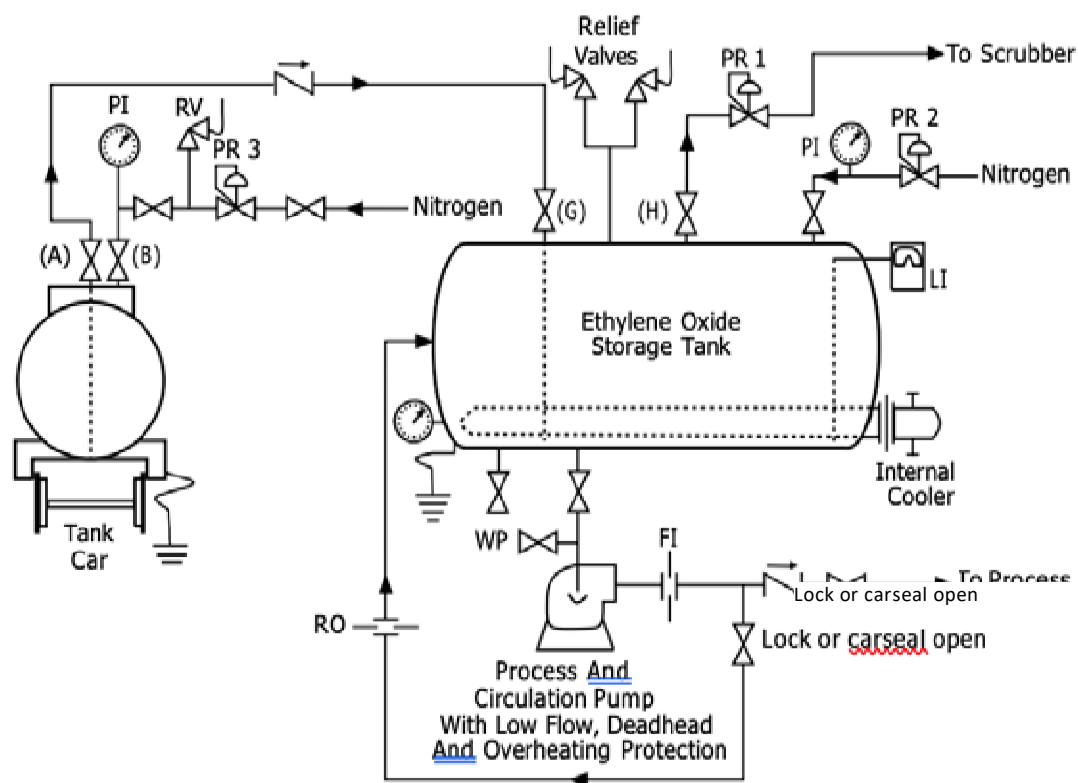 Relief
Valves
PR 1
To Scrubber
PI
RV
PR 3
PI
PR 2
Nitrogen
Nitrogen
(A)
(B)
(G)
(H)
LI
Ethylene Oxide
Storage Tank
Internal
Cooler
Tank
Car
WP
FI
To Process
Lock or carseal open
RO
Lock or carseal open
Process And
Circulation Pump
With Low Flow, Deadhead
And Overheating Protection